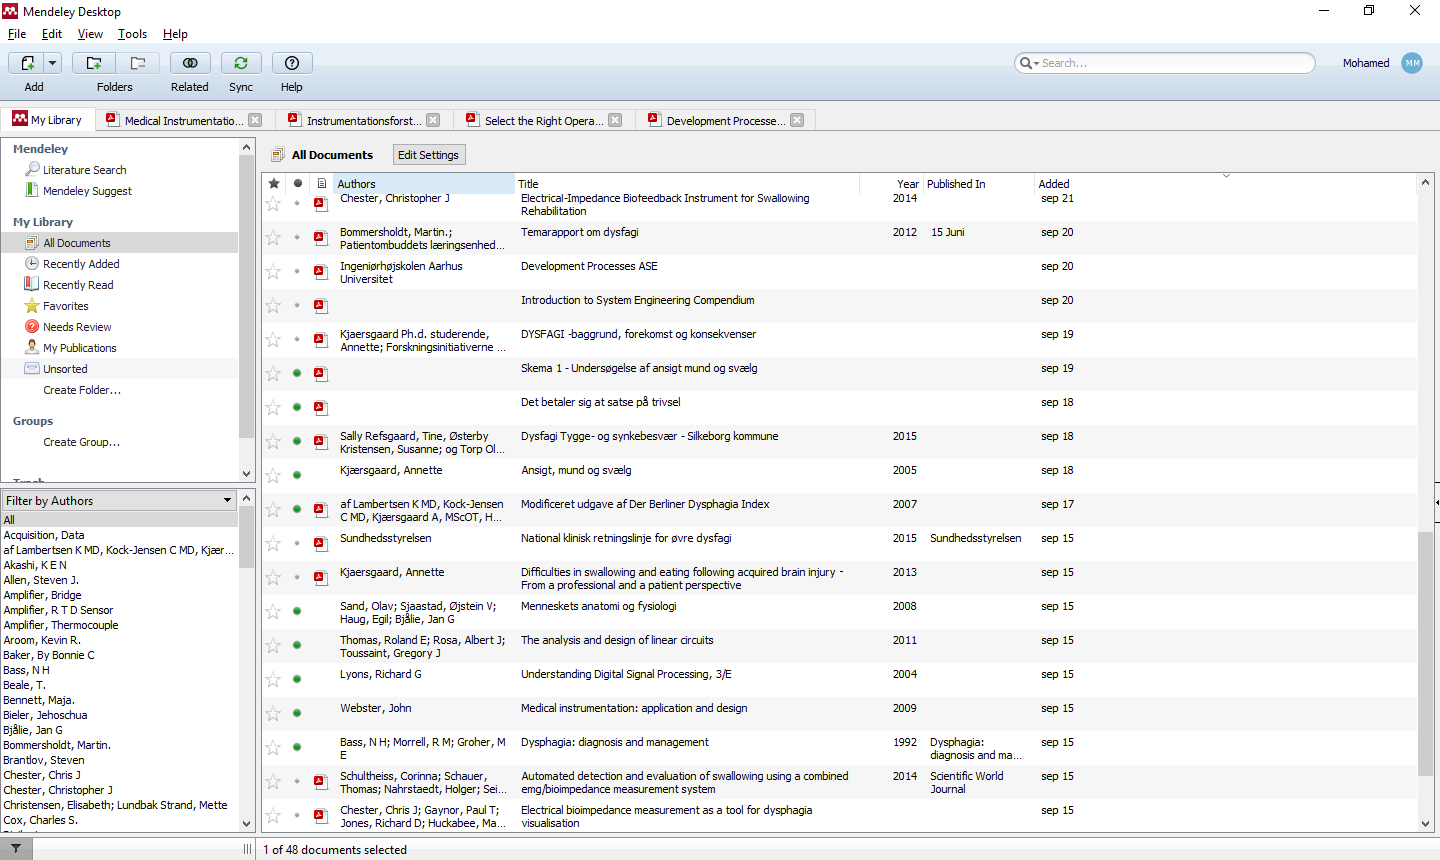 Mendeley Desktop
File Edit View Tools Help
Add Folders Related Sync Help
Search...
Mohamed MM
My Library
Medical Instrumentatio...
Instrumentationsforst...
Select the Right Opera...
Development Processe...
Mendeley
Literature Search
Mendeley Suggest
My Library
All Documents
Recently Added
Recently Read
Favorites
Needs Review
My Publications
Unsorted
Create Folder...
Groups
Create Group...
Filter by Authors
All
Acquisition, Data
af Lambertsen K MD, Kock-Jensen C MD, Kjær...
Akashi, K E N
Allen, Steven J.
Amplifier, Bridge
Amplifier, R T D Sensor
Amplifier, Thermocouple
Aroom, Kevin R.
Baker, By Bonnie C
Bass, N H
Beale, T.
Bennett, Maja.
Bieler, Jehoschua
Bjålie, Jan G
Bommersholdt, Martin.
Brantlov, Steven
Chester, Chris J
Chester, Christopher J
Christensen, Elisabeth; Lundbak Strand, Mette
Cox, Charles S.
All Documents Edit Settings
Authors Title Year Published In Added
Chester, Christopher J Electrical-Impedance Biofeedback Instrument for Swallowing 2014 sep 21
Rehabilitation
Bommersholdt, Martin.; Temarapport om dysfagi 2012 15 Juni sep 20
Patientombuddets læringsenhed...
Ingeniørhøjskolen Aarhus Development Processes ASE sep 20
Universitet
Introduction to System Engineering Compendium sep 20
Kjaersgaard Ph.d. studerende, DYSFAGI -baggrund, forekomst og konsekvenser sep 19
Annette; Forskningsinitiativerne ...
Skema 1 - Undersøgelse af ansigt mund og svælg sep 19
Det betaler sig at satse på trivsel sep 18
Sally Refsgaard, Tine, Østerby Dysfagi Tygge- og synkebesvær - Silkeborg kommune 2015 sep 18
Kristensen, Susanne; og Torp Ol...
Kjærsgaard, Annette Ansigt, mund og svælg 2005 sep 18
af Lambertsen K MD, Kock-Jensen Modificeret udgave af Der Berliner Dysphagia Index 2007 sep 17
C MD, Kjærsgaard A, MScOT, H...
Sundhedsstyrelsen National klinisk retningslinje for øvre dysfagi 2015 Sundhedsstyrelsen sep 15
Kjaersgaard, Annette Difficulties in swallowing and eating following acquired brain injury - 2013 sep 15
From a professional and a patient perspective
Sand, Olav; Sjaastad, Øjstein V; Menneskets anatomi og fysiologi 2008 sep 15
Haug, Egil; Bjålie, Jan G
Thomas, Roland E; Rosa, Albert J; The analysis and design of linear circuits 2011 sep 15
Toussaint, Gregory J
Lyons, Richard G Understanding Digital Signal Processing, 3/E 2004 sep 15
Webster, John Medical instrumentation: application and design 2009 sep 15
Bass, N H; Morrell, R M; Groher, M Dysphagia: diagnosis and management 1992 Dysphagia: sep 15
E diagnosis and ma...
Schultheiss, Corinna; Schauer, Automated detection and evaluation of swallowing using a combined 2014 Scientific World sep 15
Thomas; Nahrstaedt, Holger; Sei... emg/bioimpedance measurement system Journal
Chester, Chris J; Gaynor, Paul T; Electrical bioimpedance measurement as a tool for dysphagia sep 15
Jones, Richard D; Huckabee, Ma... visualisation
1 of 48 documents selected